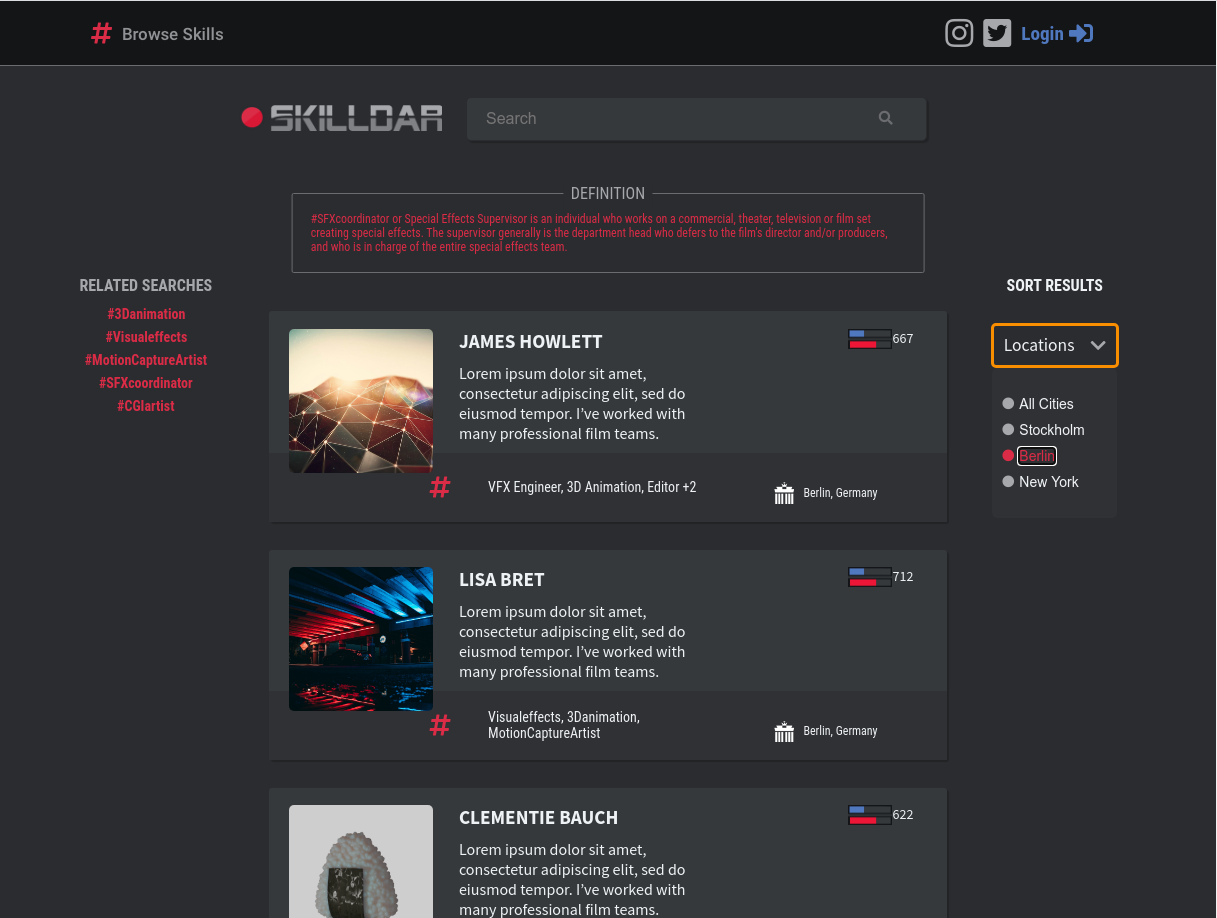 # Browse Skills
Login
SKILLDAR
Search
DEFINITION
#SFXcoordinator or Special Effects Supervisor is an individual who works on a commercial, theater, television or film set
creating special effects. The supervisor generally is the department head who defers to the film's director and/or producers,
and who is in charge of the entire special effects team.
RELATED SEARCHES
#3Danimation
#Visualeffects
#MotionCaptureArtist
#SFXcoordinator
#CGIartist
SORT RESULTS
Locations
All Cities
Stockholm
Berlin
New York
JAMES HOWLETT
667
Lorem ipsum dolor sit amet,
consectetur adipiscing elit, sed do
eiusmod tempor. I've worked with
many professional film teams.
# VFX Engineer, 3D Animation, Editor +2
Berlin, Germany
LISA BRET
712
Lorem ipsum dolor sit amet,
consectetur adipiscing elit, sed do
eiusmod tempor. I've worked with
many professional film teams.
# Visualeffects, 3Danimation,
MotionCaptureArtist
Berlin, Germany
CLEMENTIE BAUCH
622
Lorem ipsum dolor sit amet,
consectetur adipiscing elit, sed do
eiusmod tempor. I've worked with
many professional film teams.